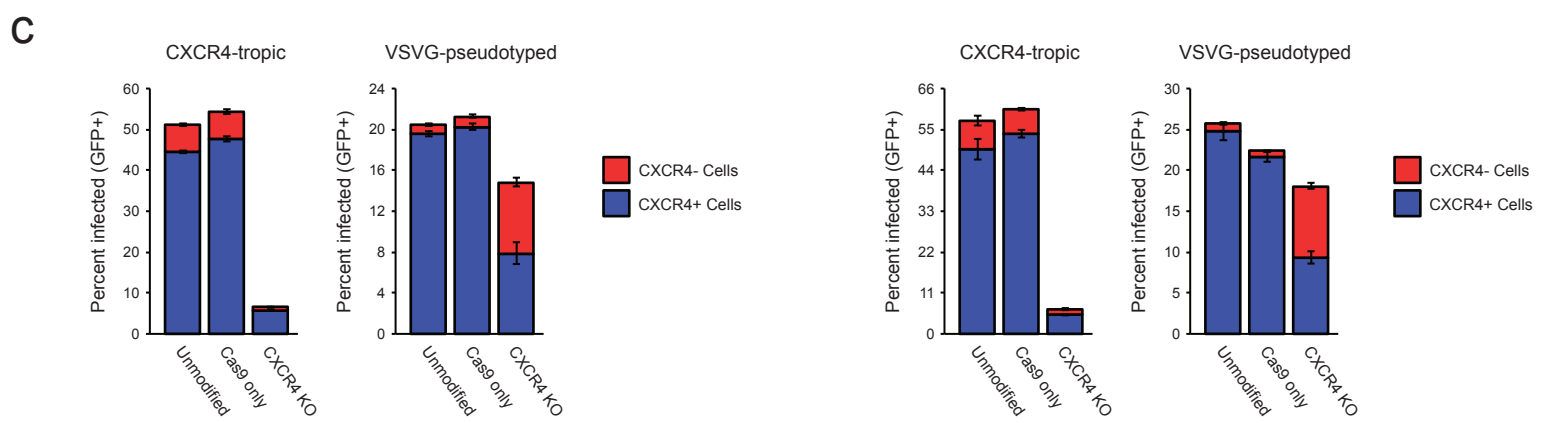 C
CXCR4-tropic
Percent infected (GFP+)
60
50
40
30
20
10
0
Unmodified
Cas9 only
CXCR4 KO
VSVG-pseudotyped
Percent infected (GFP+)
24
20
16
12
8
4
0
Unmodified
Cas9 only
CXCR4 KO
CXCR4- Cells
CXCR4+ Cells
CXCR4-tropic
Percent infected (GFP+)
66
55
44
33
22
11
0
Unmodified
Cas9 only
CXCR4 KO
VSVG-pseudotyped
Percent infected (GFP+)
30
25
20
15
10
5
0
Unmodified
Cas9 only
CXCR4 KO
CXCR4- Cells
CXCR4+ Cells